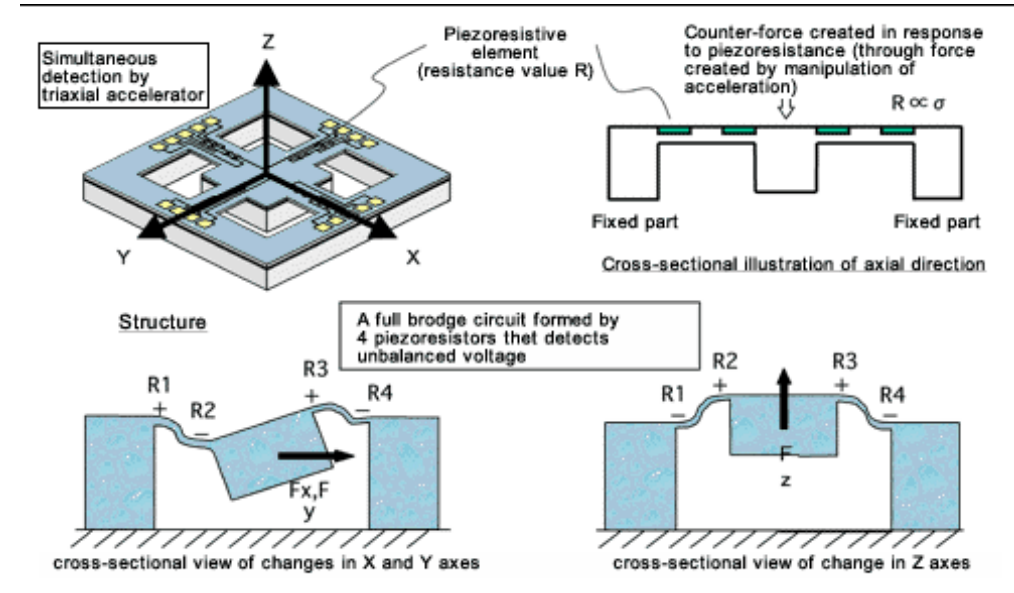 Simultaneous
detection by
triaxial accelerator
Z
Y
X
Piezoresistive
element
(resistance value R)
Counter-force created in response
to piezoresistance (through force
created by manipulation of
acceleration)
R ∝ σ
Fixed part
Fixed part
Cross-sectional illustration of axial direction
Structure
A full brodge circuit formed by
4 piezoresistors thet detects
unbalanced voltage
R1
+
R2
−
R3
+
R4
−
Fx,F
y
cross-sectional view of changes in X and Y axes
R1
−
R2
+
R3
+
R4
−
F
z
cross-sectional view of change in Z axes